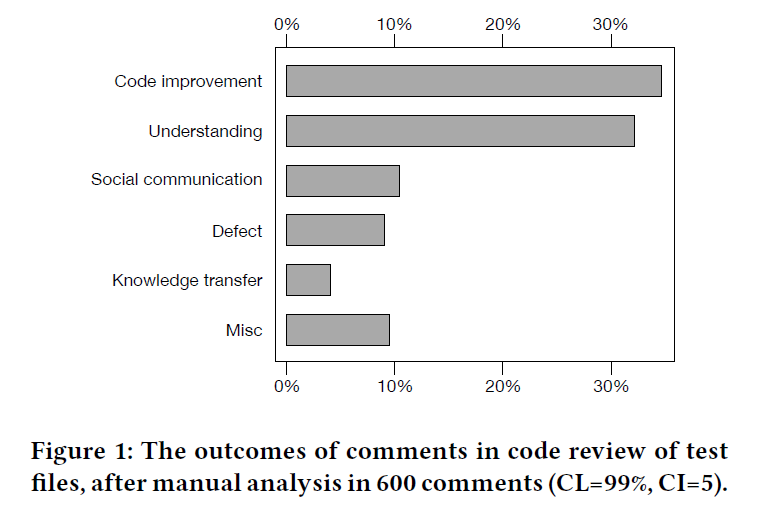 0% 10% 20% 30%
Code improvement
Understanding
Social communication
Defect
Knowledge transfer
Misc
0% 10% 20% 30%
Figure 1: The outcomes of comments in code review of test
files, after manual analysis in 600 comments (CL=99%, CI=5).